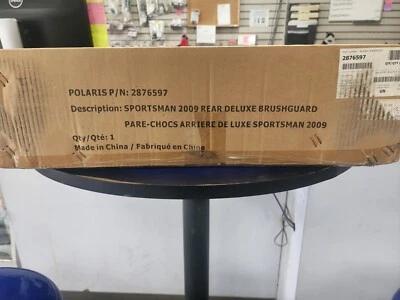 POLARIS P/N: 2876597
Description: SPORTSMAN 2009 REAR DELUXE BRUSHGUARD
PARE-CHOCS ARRIERE DE LUXE SPORTSMAN 2009
Qty/Qté: 1
Made in China / Fabriqué en Chine
2876597